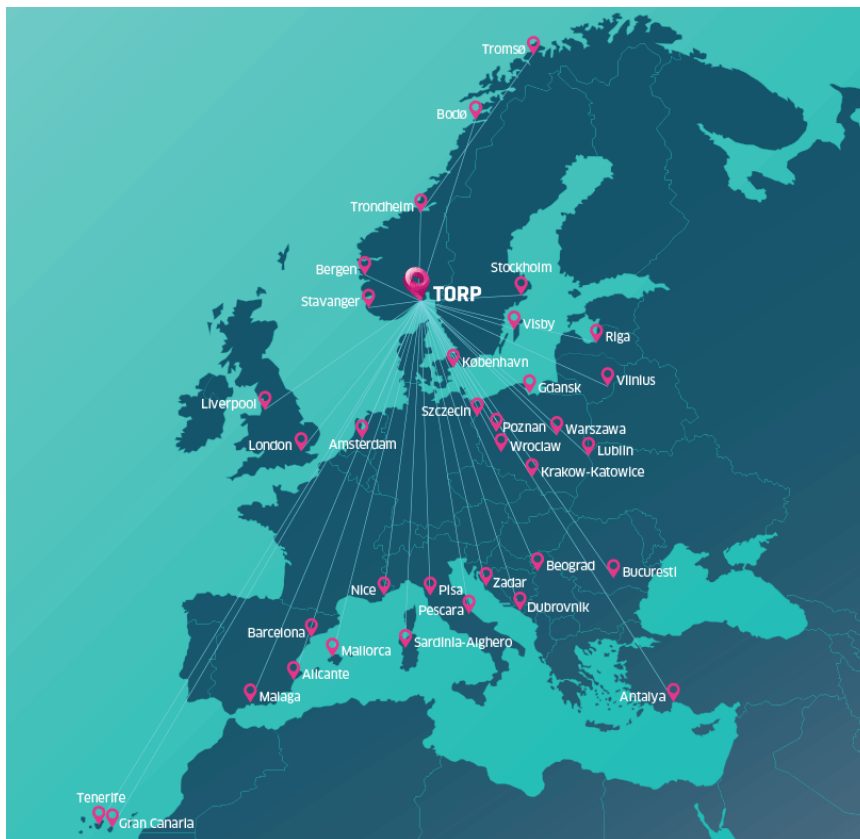 Tromsø
Bodø
Trondheim
Bergen
Stockholm
Stavanger
TORP
Visby
Riga
København
Vilnius
Gdansk
Liverpool
Szczecin
Poznan
Warszawa
London
Amsterdam
Wroclaw
Lublin
Krakow-Katowice
Beograd
Bucuresti
Zadar
Nice
Pisa
Pescara
Dubrovnik
Barcelona
Sardinia-Alghero
Mallorca
Alicante
Malaga
Antalya
Tenerife
Gran Canaria